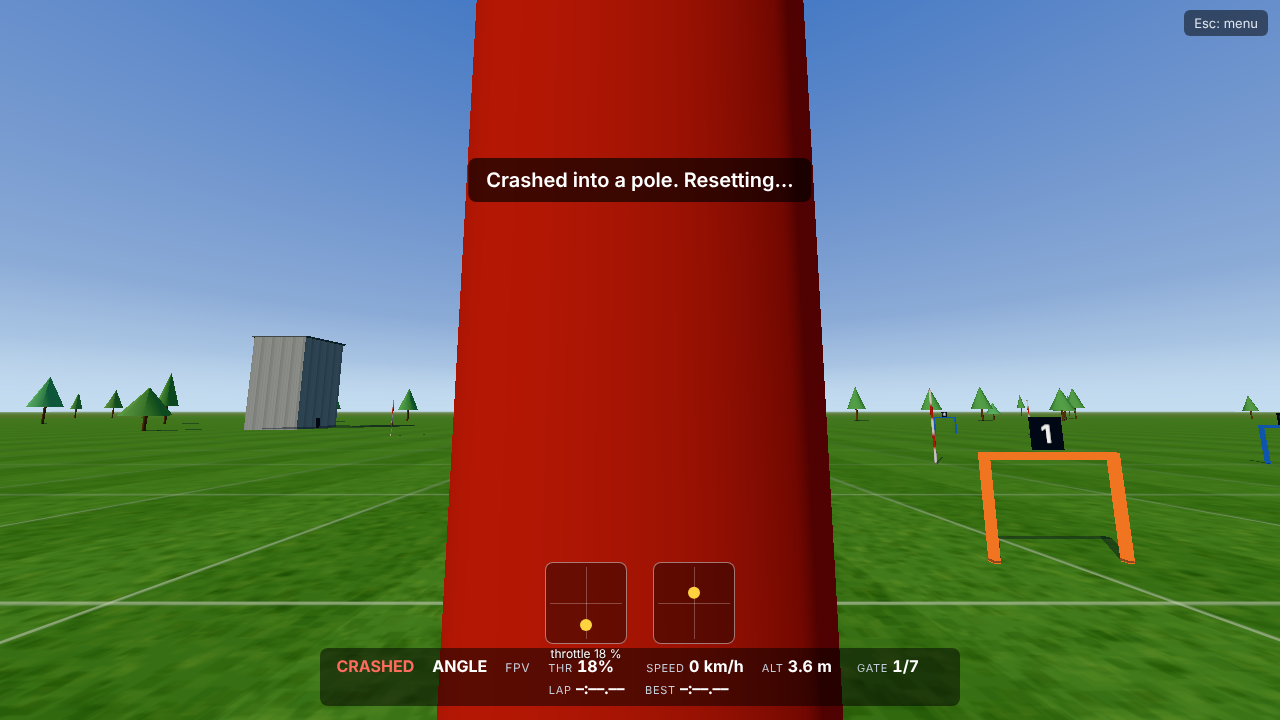 Esc: menu
Crashed into a pole. Resetting...
1
throttle 18 %
CRASHED ANGLE FPV THR 18% SPEED 0 km/h ALT 3.6 m GATE 1/7
LAP –:––.–– BEST –:––.––